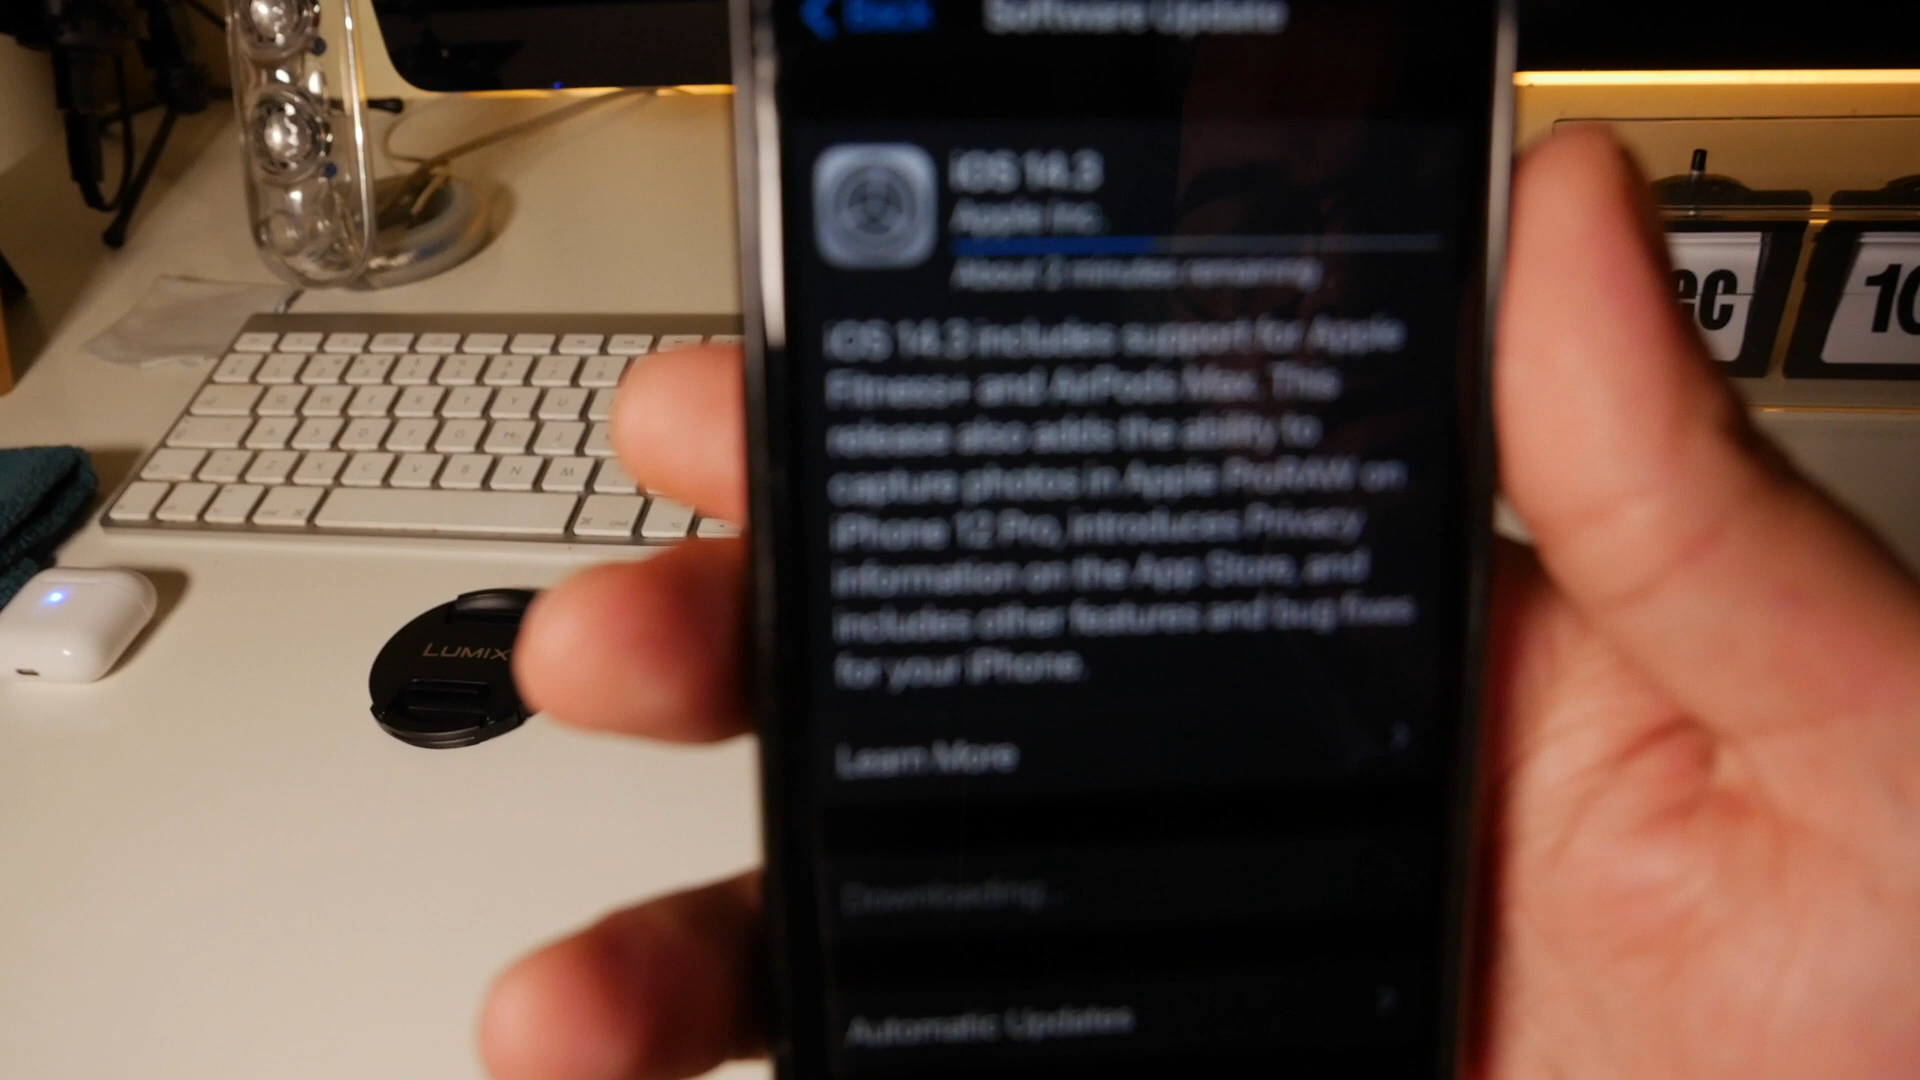 Back
Software Update
iOS 14.3
Apple Inc.
About 2 minutes remaining
iOS 14.3 includes support for Apple
Fitness+ and AirPods Max. This
release also adds the ability to
capture photos in Apple ProRAW on
iPhone 12 Pro, introduces Privacy
information on the App Store, and
includes other features and bug fixes
for your iPhone.
Learn More
Downloading...
Automatic Updates
LUMIX
ec
10